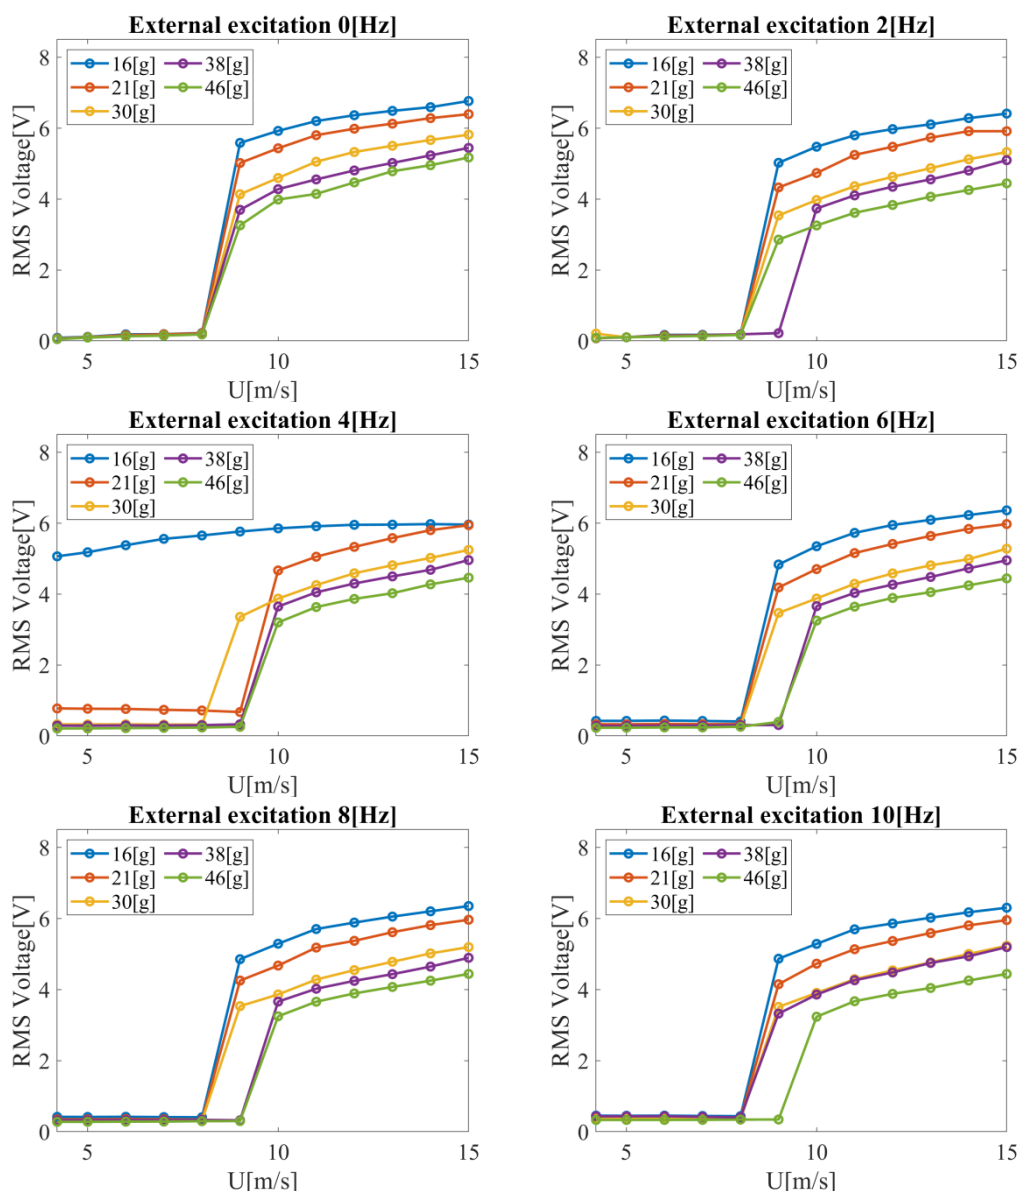 External excitation 0[Hz]
8
6
4
2
0
RMS Voltage[V]
16[g] 38[g]
21[g] 46[g]
30[g]
5 10 15
U[m/s]
External excitation 2[Hz]
8
6
4
2
0
RMS Voltage[V]
16[g] 38[g]
21[g] 46[g]
30[g]
5 10 15
U[m/s]
External excitation 4[Hz]
8
6
4
2
0
RMS Voltage[V]
16[g] 38[g]
21[g] 46[g]
30[g]
5 10 15
U[m/s]
External excitation 6[Hz]
8
6
4
2
0
RMS Voltage[V]
16[g] 38[g]
21[g] 46[g]
30[g]
5 10 15
U[m/s]
External excitation 8[Hz]
8
6
4
2
0
RMS Voltage[V]
16[g] 38[g]
21[g] 46[g]
30[g]
5 10 15
U[m/s]
External excitation 10[Hz]
8
6
4
2
0
RMS Voltage[V]
16[g] 38[g]
21[g] 46[g]
30[g]
5 10 15
U[m/s]